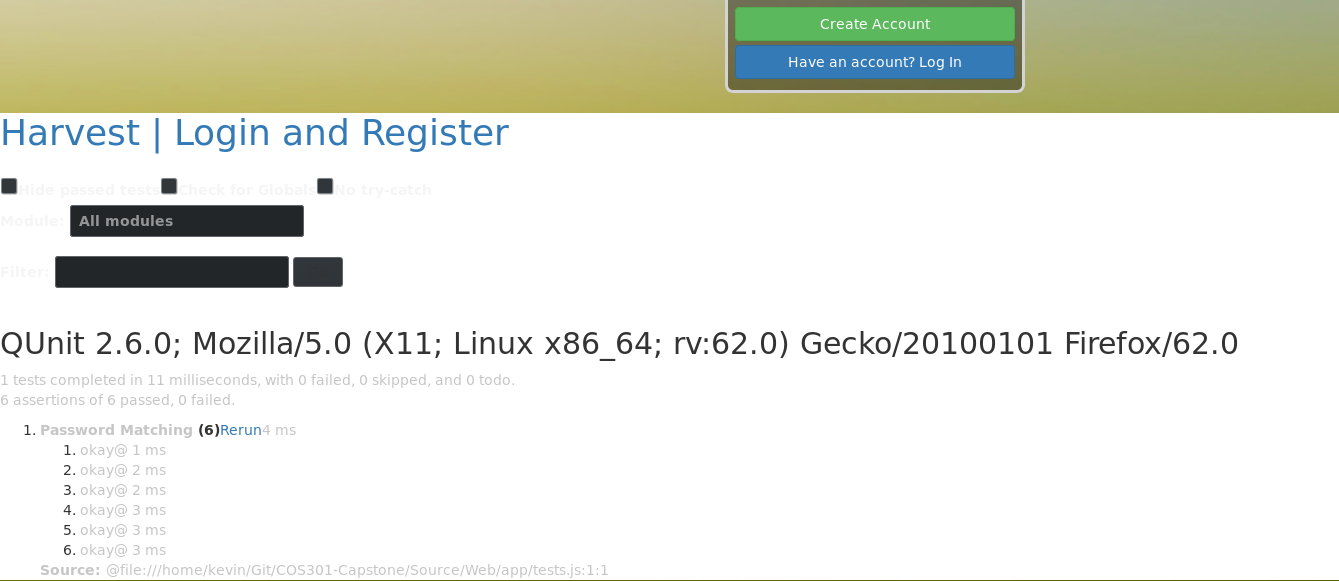 Create Account
Have an account? Log In
Harvest | Login and Register
Hide passed tests Check for Globals No try-catch
Module: All modules
Filter:
QUnit 2.6.0; Mozilla/5.0 (X11; Linux x86_64; rv:62.0) Gecko/20100101 Firefox/62.0
1 tests completed in 11 milliseconds, with 0 failed, 0 skipped, and 0 todo.
6 assertions of 6 passed, 0 failed.
1. Password Matching (6)Rerun4 ms
1. okay@ 1 ms
2. okay@ 2 ms
3. okay@ 2 ms
4. okay@ 3 ms
5. okay@ 3 ms
6. okay@ 3 ms
Source: @file:///home/kevin/Git/COS301-Capstone/Source/Web/app/tests.js:1:1